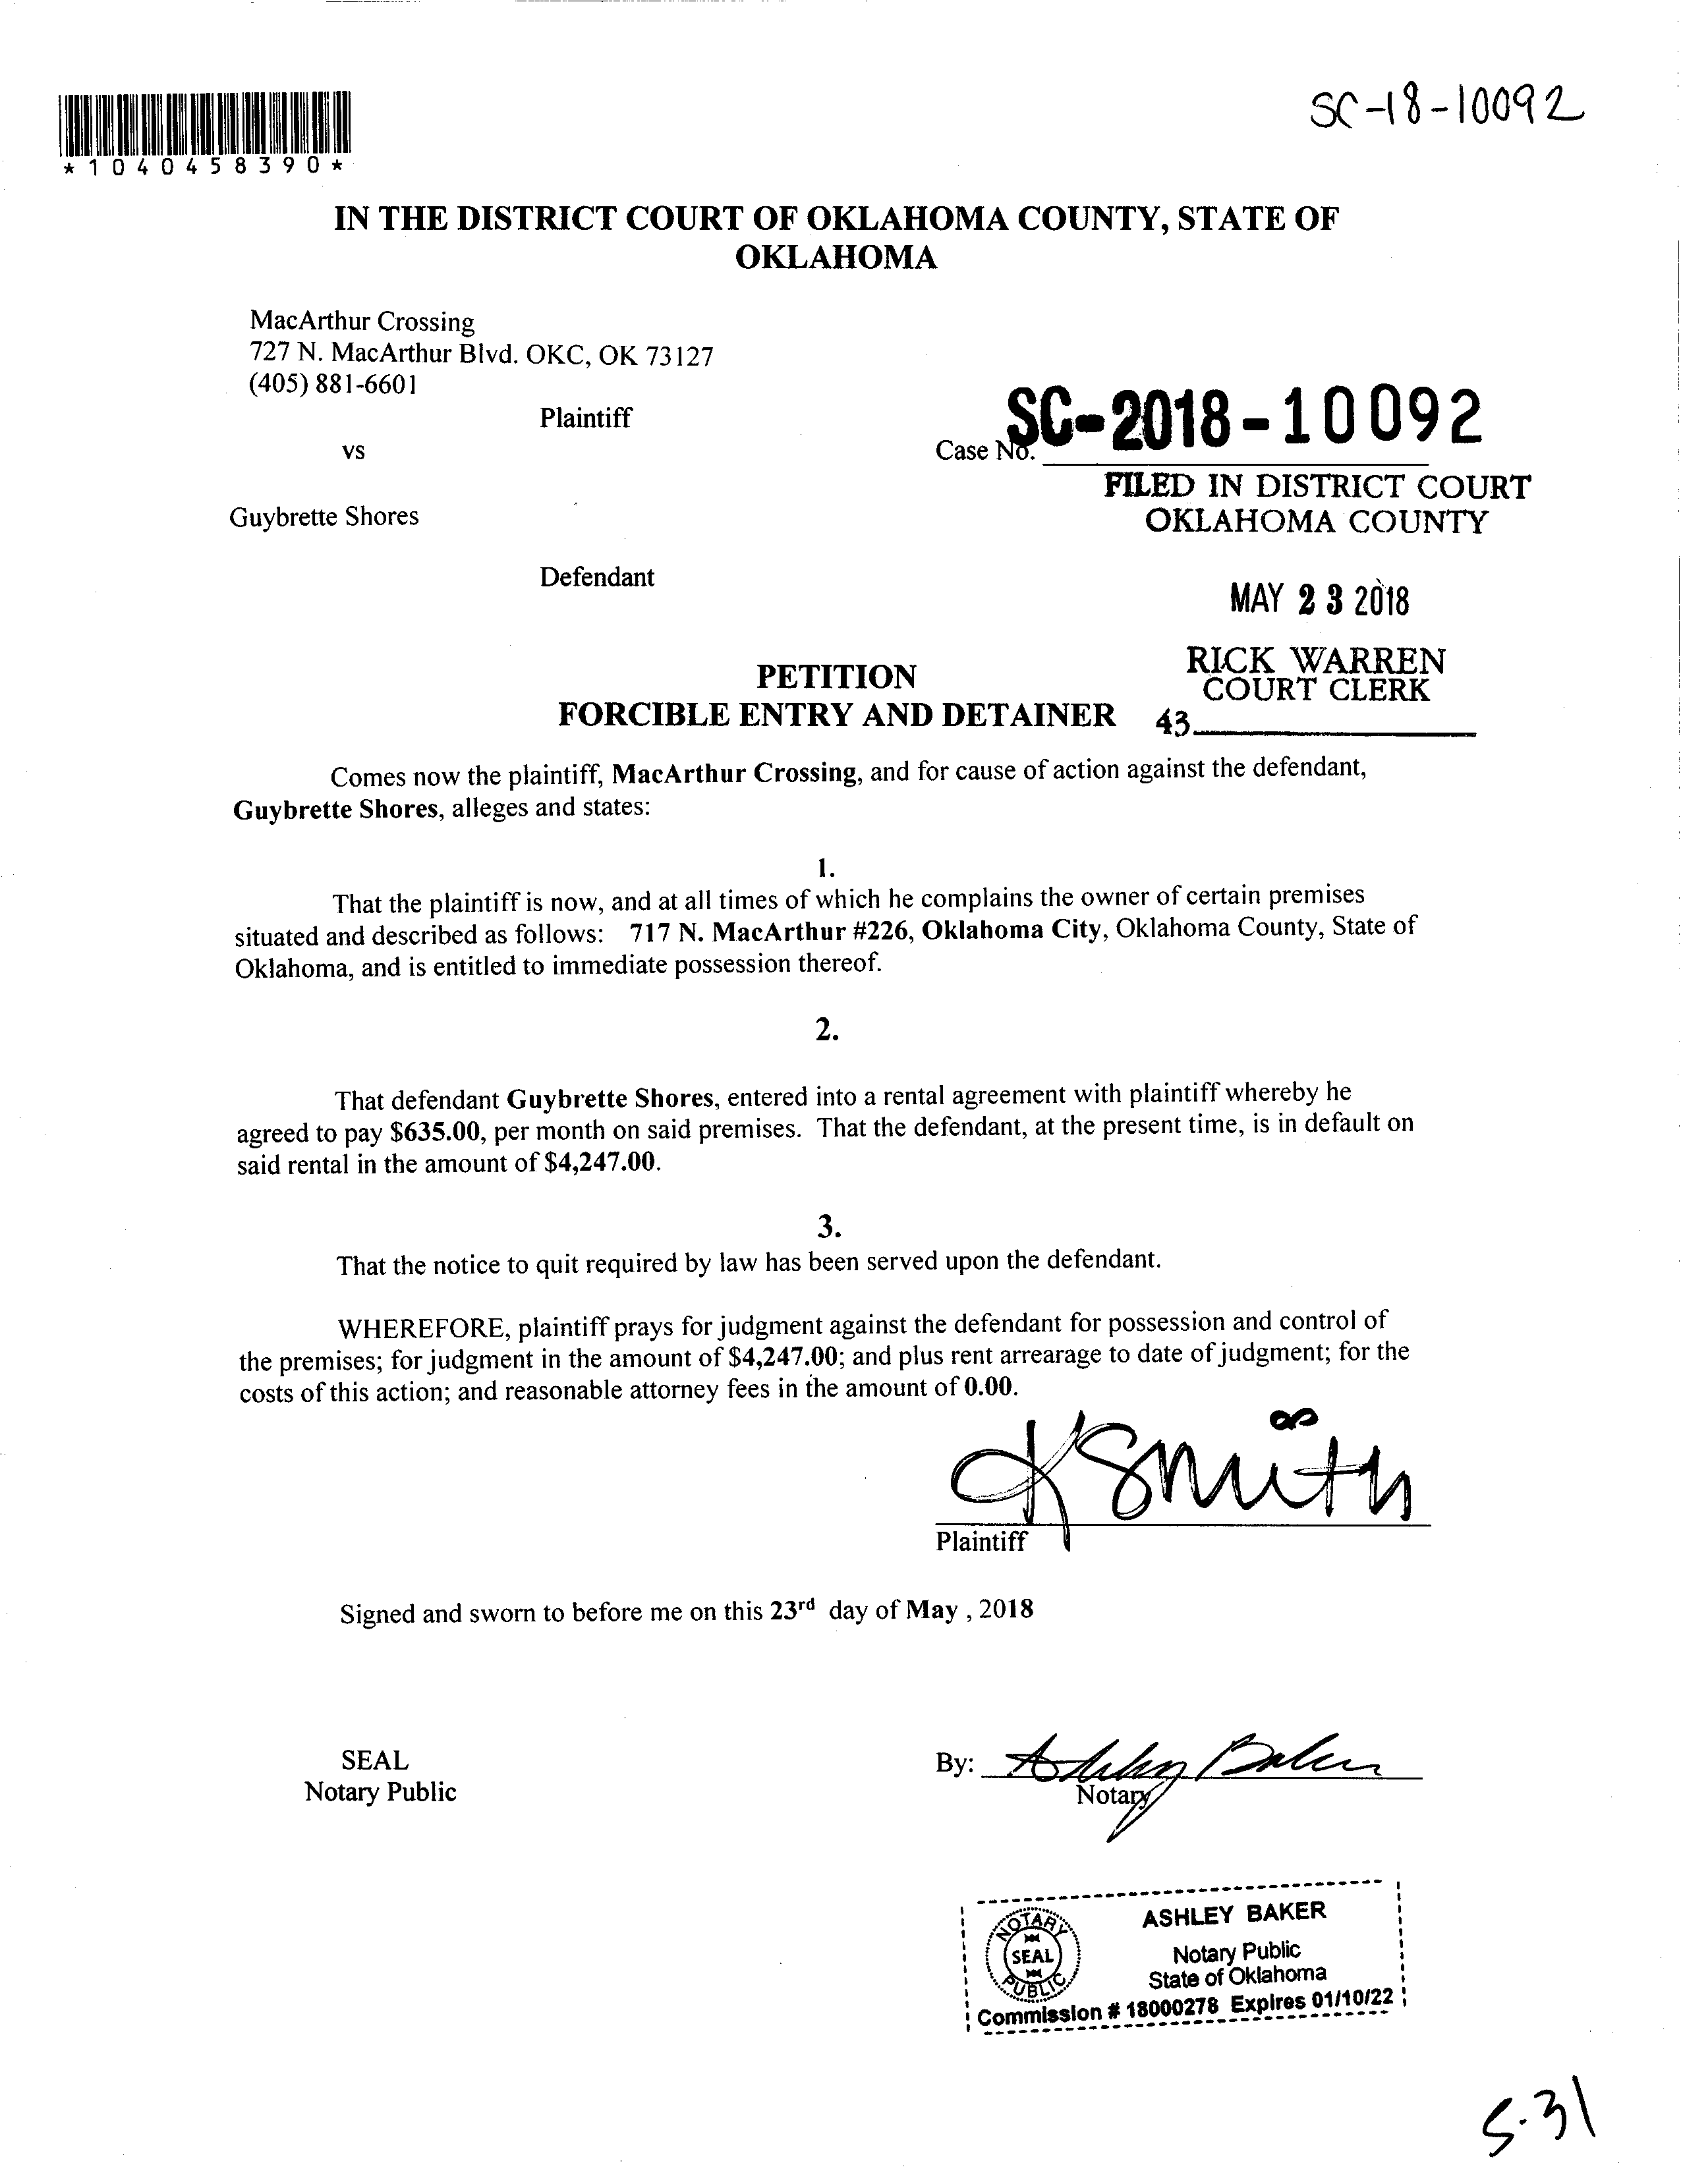 SC-18-10092
*1040458390*
IN THE DISTRICT COURT OF OKLAHOMA COUNTY, STATE OF
OKLAHOMA
MacArthur Crossing
727 N. MacArthur Blvd. OKC, OK 73127
(405) 881-6601
Plaintiff
vs
Case No. SC-2018-10092
FILED IN DISTRICT COURT
OKLAHOMA COUNTY
Guybrette Shores
Defendant
MAY 23 2018
RICK WARREN
COURT CLERK
43
PETITION
FORCIBLE ENTRY AND DETAINER
Comes now the plaintiff, MacArthur Crossing, and for cause of action against the defendant,
Guybrette Shores, alleges and states:
1.
That the plaintiff is now, and at all times of which he complains the owner of certain premises
situated and described as follows: 717 N. MacArthur #226, Oklahoma City, Oklahoma County, State of
Oklahoma, and is entitled to immediate possession thereof.
2.
That defendant Guybrette Shores, entered into a rental agreement with plaintiff whereby he
agreed to pay $635.00, per month on said premises. That the defendant, at the present time, is in default on
said rental in the amount of $4,247.00.
3.
That the notice to quit required by law has been served upon the defendant.
WHEREFORE, plaintiff prays for judgment against the defendant for possession and control of
the premises; for judgment in the amount of $4,247.00; and plus rent arrearage to date of judgment; for the
costs of this action; and reasonable attorney fees in the amount of 0.00.
K Smith
Plaintiff
Signed and sworn to before me on this 23rd day of May , 2018
SEAL
Notary Public
By: Ashley Baker
Notary
NOTARY
SEAL
PUBLIC
ASHLEY BAKER
Notary Public
State of Oklahoma
Commission # 18000278 Expires 01/10/22
5-31